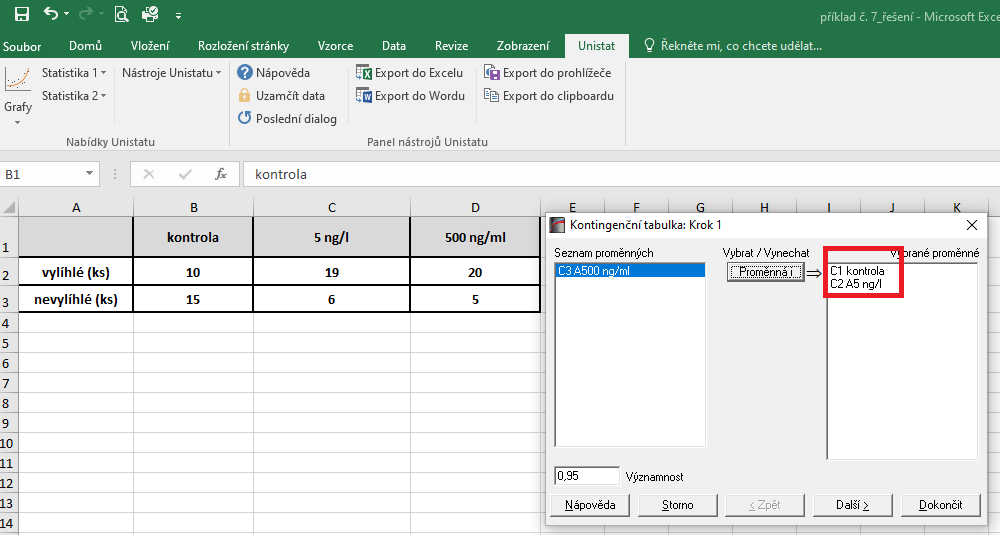 příklad č. 7_řešení - Microsoft Exce
Soubor Domů Vložení Rozložení stránky Vzorce Data Revize Zobrazení Unistat Řekněte mi, co chcete udělat...
Grafy
Statistika 1
Statistika 2
Nástroje Unistatu
Nabídky Unistatu
Nápověda
Uzamčít data
Poslední dialog
Export do Excelu
Export do Wordu
Export do prohlížeče
Export do clipboardu
Panel nástrojů Unistatu
B1 fx kontrola
A B C D E F G H I J K
1 kontrola 5 ng/l 500 ng/ml
2 vylíhlé (ks) 10 19 20
3 nevylíhlé (ks) 15 6 5
4
5
6
7
8
9
10
11
12
13
14
Kontingenční tabulka: Krok 1
Seznam proměnných Vybrat / Vynechat Vybrané proměnné
C3 A500 ng/ml
Proměnná i
C1 kontrola
C2 A5 ng/l
0,95 Významnost
Nápověda Storno < Zpět Další > Dokončit